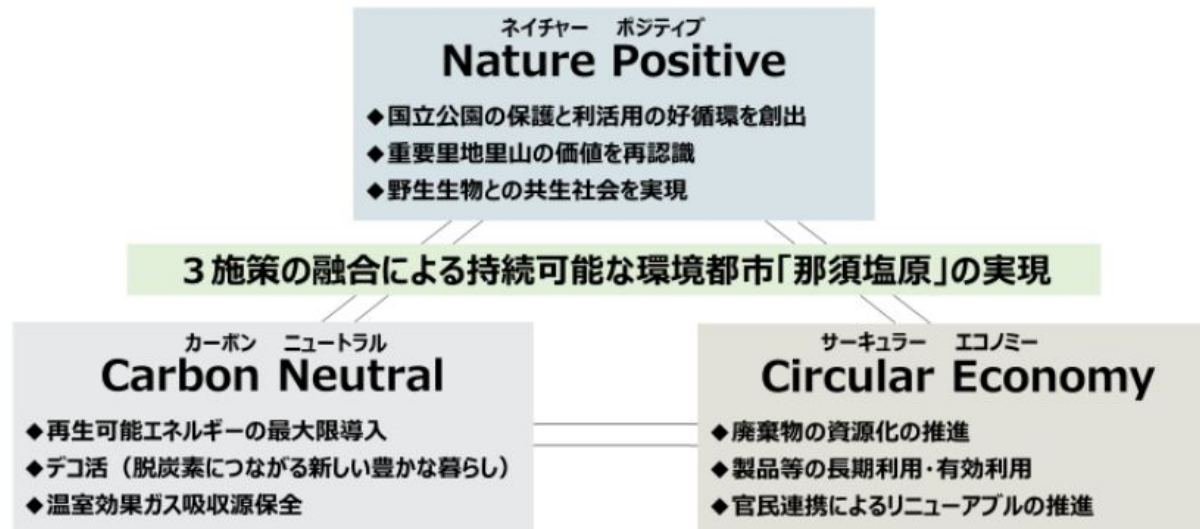 ネイチャー ポジティブ
Nature Positive
◆国立公園の保護と利活用の好循環を創出
◆重要里地里山の価値を再認識
◆野生生物との共生社会を実現
3施策の融合による持続可能な環境都市「那須塩原」の実現
カーボン ニュートラル
Carbon Neutral
◆再生可能エネルギーの最大限導入
◆デコ活（脱炭素につながる新しい豊かな暮らし）
◆温室効果ガス吸収源保全
サーキュラー エコノミー
Circular Economy
◆廃棄物の資源化の推進
◆製品等の長期利用・有効利用
◆官民連携によるリニューアブルの推進